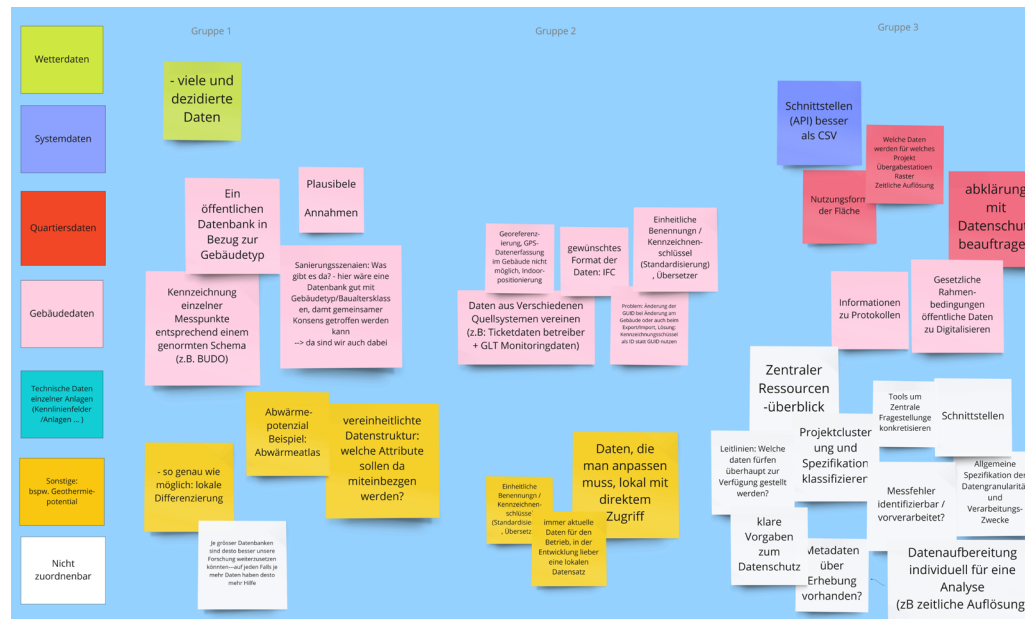 Gruppe 1
Gruppe 2
Gruppe 3
Wetterdaten
Systemdaten
Quartiersdaten
Gebäudedaten
Technische Daten
einzelner Anlagen
(Kennlinienfelder
/Anlagen ... )
Sonstige:
bspw. Geothermie-
potential
Nicht
zuordnenbar
- viele und
dezidierte
Daten
Ein
öffentlichen
Datenbank in
Bezug zur
Gebäudetyp
Plausibele
Annahmen
Kennzeichnung
einzelner
Messpunkte
entsprechend einem
genormten Schema
(z.B. BUDO)
Sanierungsszenaien: Was
gibt es da? - hier wäre eine
Datenbank gut mit
Gebäudetyp/Baualtersklass
en, damt gemeinsamer
Konsens getroffen werden
kann
--> da sind wir auch dabei
Abwärme-
potenzial
Beispiel:
Abwärmeatlas
vereinheitlichte
Datenstruktur:
welche Attribute
sollen da
miteinbezgen
werden?
- so genau wie
möglich: lokale
Differenzierung
Je grösser Datenbanken
sind desto besser unsere
Forschung weiterzusetzen
könnten---auf jeden Falls je
mehr Daten haben desto
mehr Hilfe
Georeferenz-
ierung, GPS-
Datenerfassung
im Gebäude nicht
möglich, Indoor-
positionierung
gewünschtes
Format der
Daten: IFC
Einheitliche
Benennungn /
Kennzeichnen-
schlüssel
(Standardisierung)
, Übersetzer
Daten aus Verschiedenen
Quellsystemen vereinen
(z.B: Ticketdaten betreiber
+ GLT Monitoringdaten)
Problem: Änderung der
GUID bei Änderung am
Gebäude oder auch beim
Export/Import, Lösung:
Kennzeichnungsschüssel
als ID statt GUID nutzen
Daten, die
man anpassen
muss, lokal mit
direktem
Zugriff
Einheitliche
Benennungn /
Kennzeichnen-
schlüssel
(Standardisie
, Übersetz
immer aktuelle
Daten für den
Betrieb, in der
Entwicklung lieber
eine lokalen
Datensatz
Schnittstellen
(API) besser
als CSV
Welche Daten
werden für welches
Projekt
Übergabestatioen
Raster
Zeitliche Auflösung
Nutzungsform
der Fläche
abklärung
mit
Datenschut
beauftrage
Informationen
zu Protokollen
Gesetzliche
Rahmen-
bedingungen
öffentliche Daten
zu Digitalisieren
Zentraler
Ressourcen
-überblick
Tools um
Zentrale
Fragestellunge
konkretisieren
Schnittstellen
Leitlinien: Welche
daten fürfen
überhaupt zur
Verfügung gestellt
werden?
Projektcluster
ung und
Spezifikation
klassifizieren
Messfehler
identifizierbar /
vorverarbeitet?
Allgemeine
Spezifikation der
Datengranularitä
und
Verarbeitungs-
Zwecke
klare
Vorgaben
zum
Datenschutz
Metadaten
über
Erhebung
vorhanden?
Datenaufbereitung
individuell für eine
Analyse
(zB zeitliche Auflösung